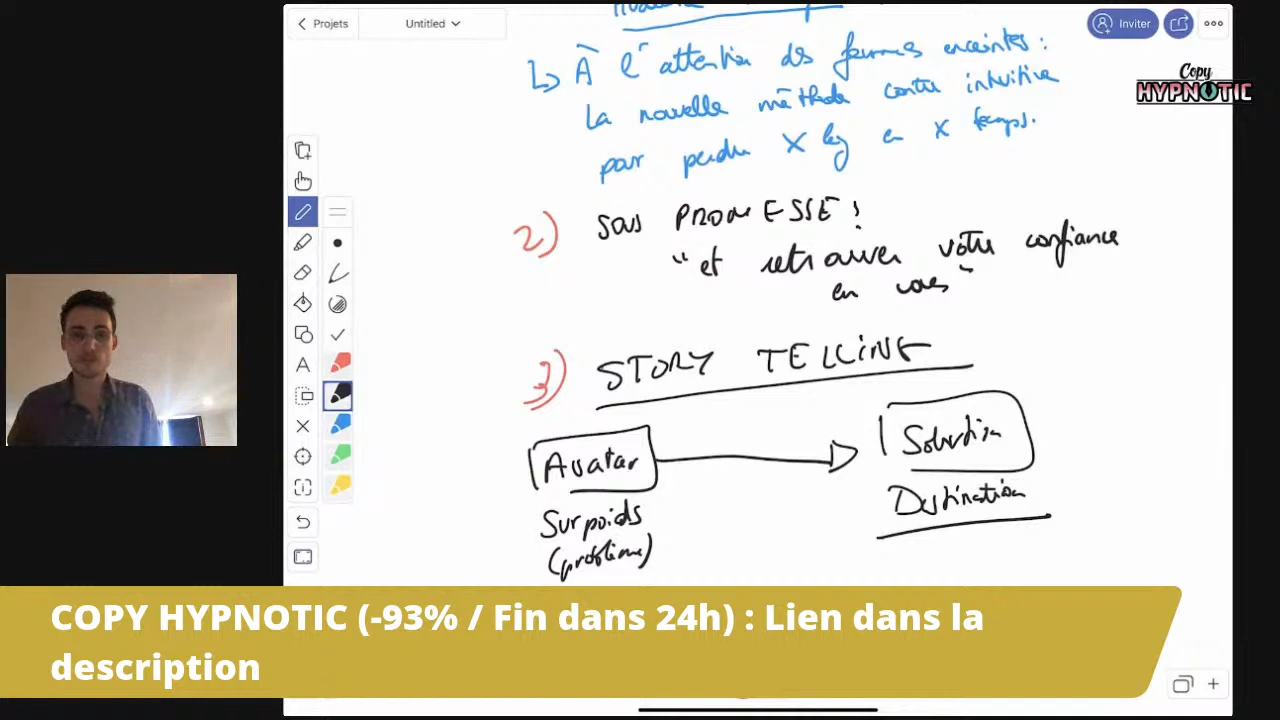 Projets
Untitled
Inviter
Copy
HYPNOTIC
↳ À l'attention des femmes enceintes :
La nouvelle méthode contre intuitive
pour perdre X kg en X temps.
2) SOUS PROMESSE !
"et retrouver votre confiance
en vous"
3) STORY TELLING
Avatar
Solution
Destination
Surpoids
(problème)
COPY HYPNOTIC (-93% / Fin dans 24h) : Lien dans la
description